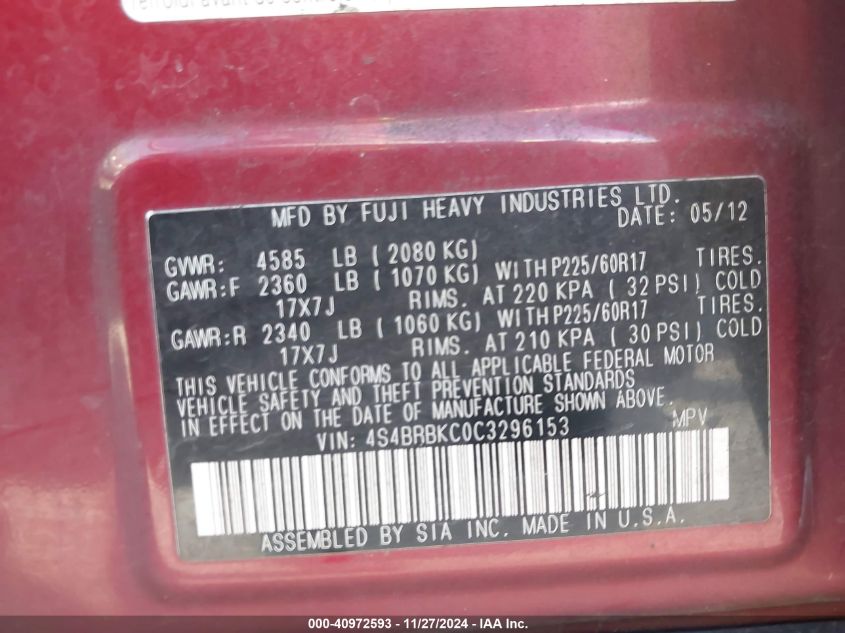 MFD BY FUJI HEAVY INDUSTRIES LTD.
DATE: 05/12
GVWR: 4585 LB ( 2080 KG)
GAWR:F 2360 LB ( 1070 KG) WITH P225/60R17 TIRES.
17X7J RIMS. AT 220 KPA ( 32 PSI) COLD
GAWR:R 2340 LB ( 1060 KG) WITH P225/60R17 TIRES.
17X7J RIMS. AT 210 KPA ( 30 PSI) COLD
THIS VEHICLE CONFORMS TO ALL APPLICABLE FEDERAL MOTOR
VEHICLE SAFETY AND THEFT PREVENTION STANDARDS
IN EFFECT ON THE DATE OF MANUFACTURE SHOWN ABOVE.
VIN: 4S4BRBKC0C3296153 MPV
ASSEMBLED BY SIA INC. MADE IN U.S.A.
000-40972593 - 11/27/2024 - IAA Inc.